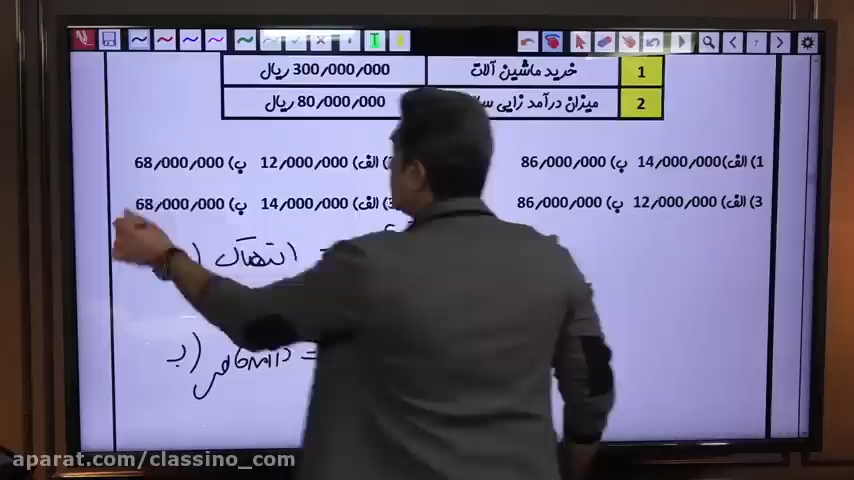 1 خرید ماشین آلات 300/000/000 ریال
2 میزان درآمد زایی 80/000/000 ریال
1) الف) 14/000/000 ب) 86/000/000 الف) 12/000/000 ب) 68/000/000
3) الف) 12/000/000 ب) 86/000/000 الف) 14/000/000 ب) 68/000/000
استهلاک
ب)
aparat.com/classino_com